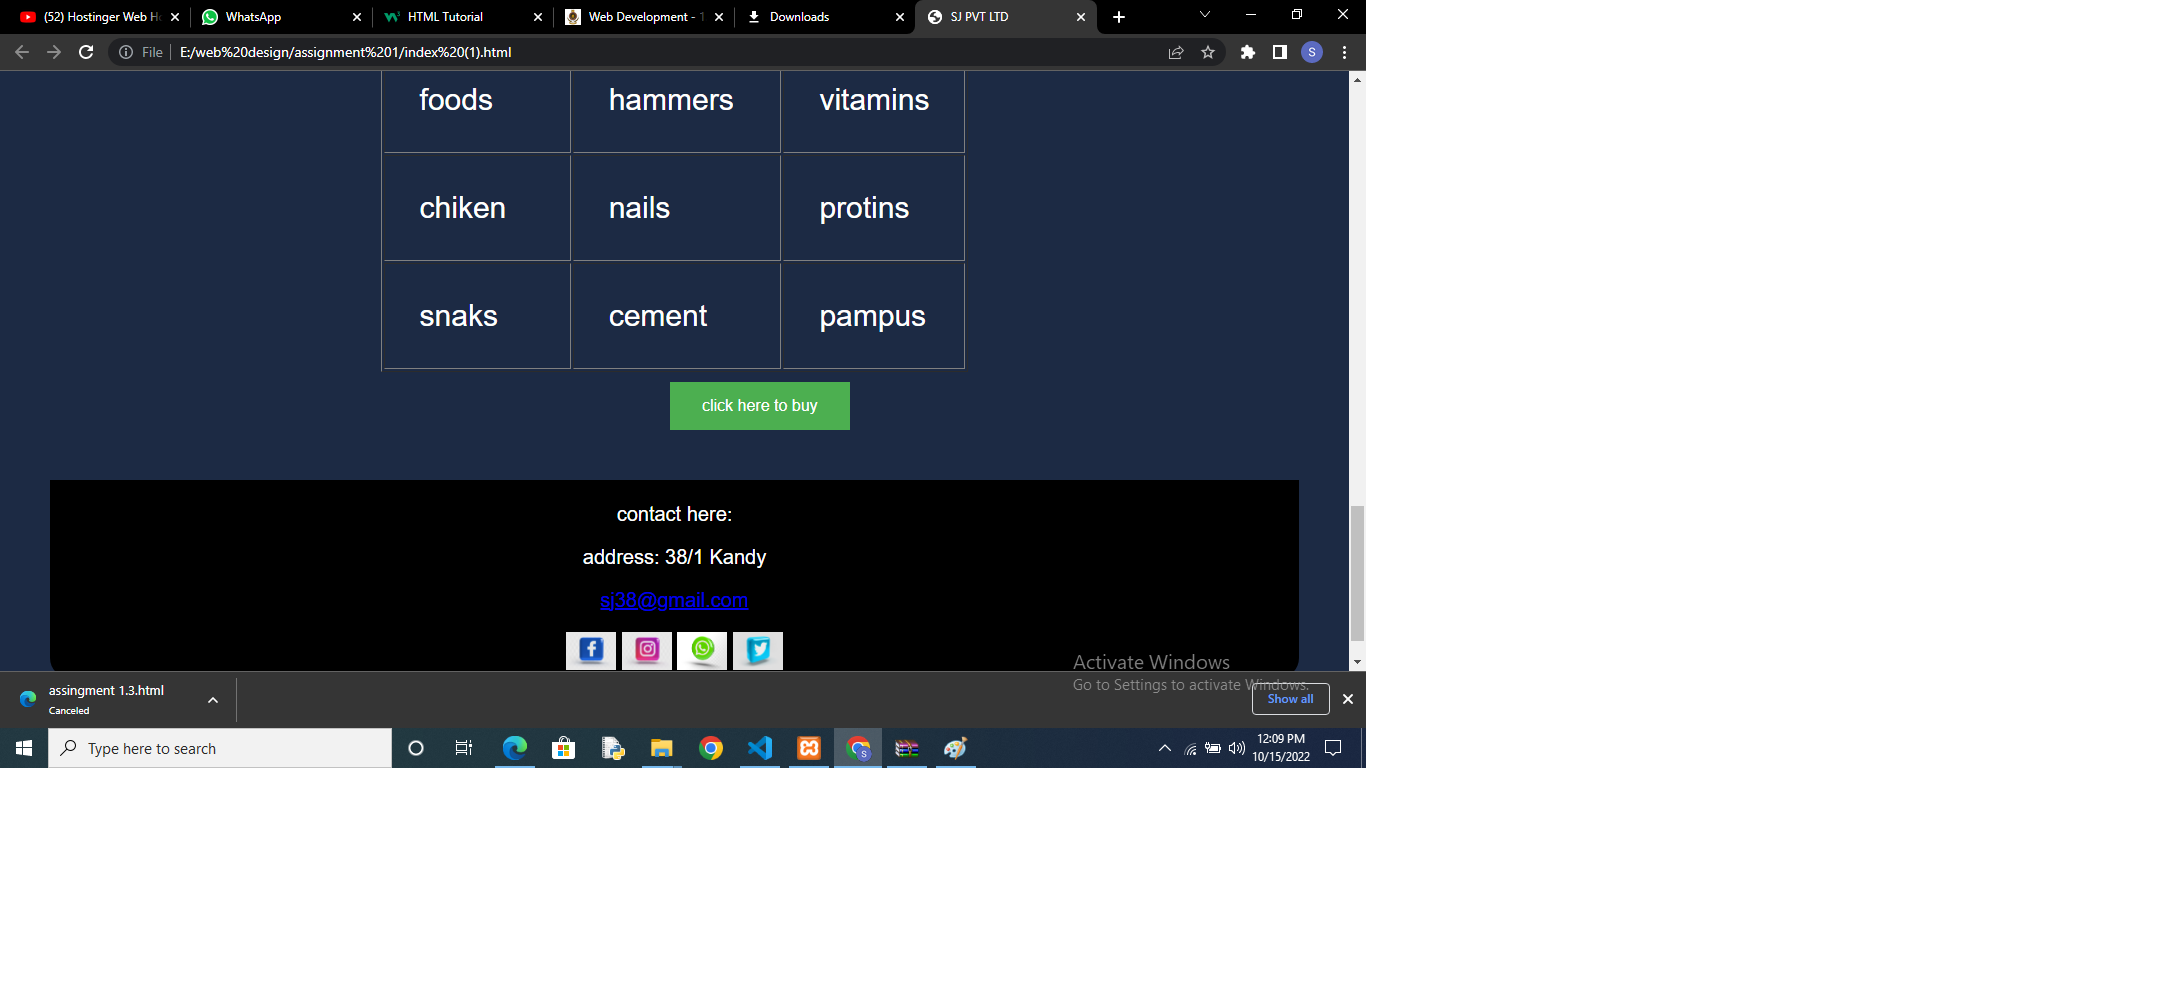 (52) Hostinger Web H
WhatsApp
HTML Tutorial
Web Development - 1
Downloads
SJ PVT LTD
File
E:/web%20design/assignment%201/index%20(1).html
S
foods hammers vitamins
chiken nails protins
snaks cement pampus
click here to buy
contact here:
address: 38/1 Kandy
sj38@gmail.com
Activate Windows
Go to Settings to activate Windows.
assingment 1.3.html
Canceled
Show all
Type here to search
12:09 PM
10/15/2022